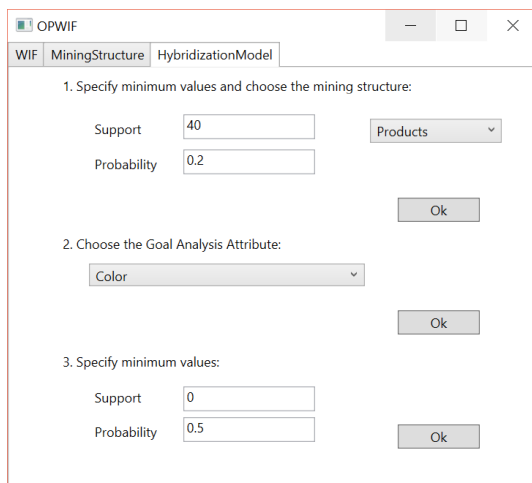 OPWIF
WIF MiningStructure HybridizationModel
1. Specify minimum values and choose the mining structure:
Support 40 Products
Probability 0.2
Ok
2. Choose the Goal Analysis Attribute:
Color
Ok
3. Specify minimum values:
Support 0
Probability 0.5 Ok